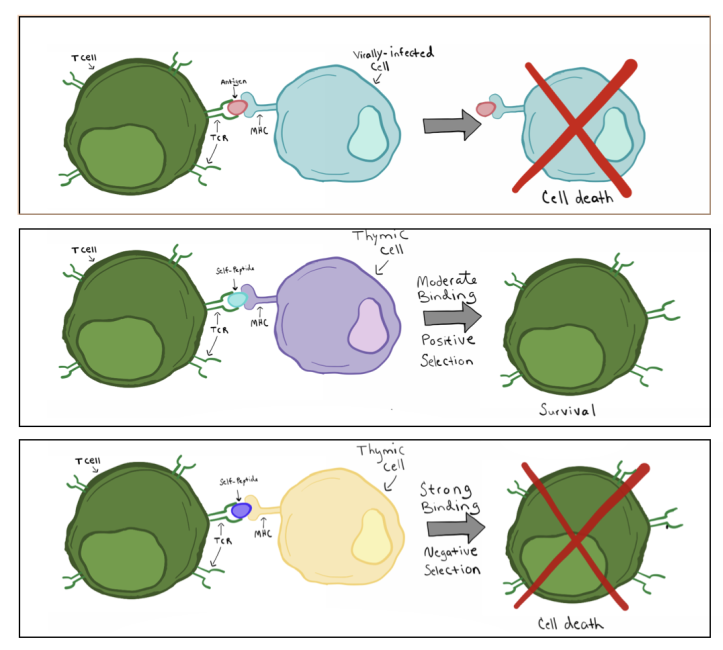 T cell
Virally-infected
Cell
Antigen
TCR
MHC
Cell death
T cell
Thymic
Cell
Self-Peptide
TCR
MHC
Moderate
Binding
Positive
Selection
Survival
T cell
Thymic
Cell
Self-Peptide
TCR
MHC
Strong
Binding
Negative
Selection
Cell death